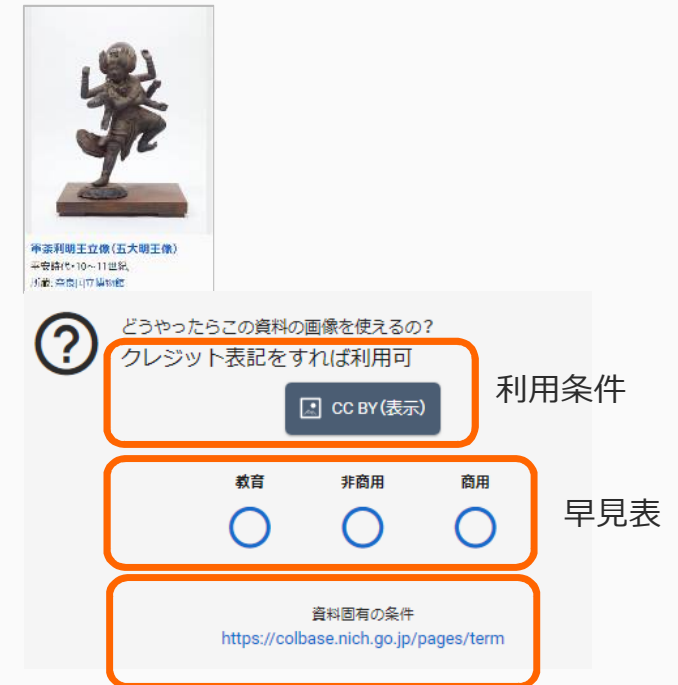 軍荼利明王立像(五大明王像)
平安時代・10~11世紀,
所蔵: 奈良国立博物館
どうやったらこの資料の画像を使えるの?
クレジット表記をすれば利用可
CC BY(表示)
利用条件
教育 非商用 商用
早見表
資料固有の条件
https://colbase.nich.go.jp/pages/term